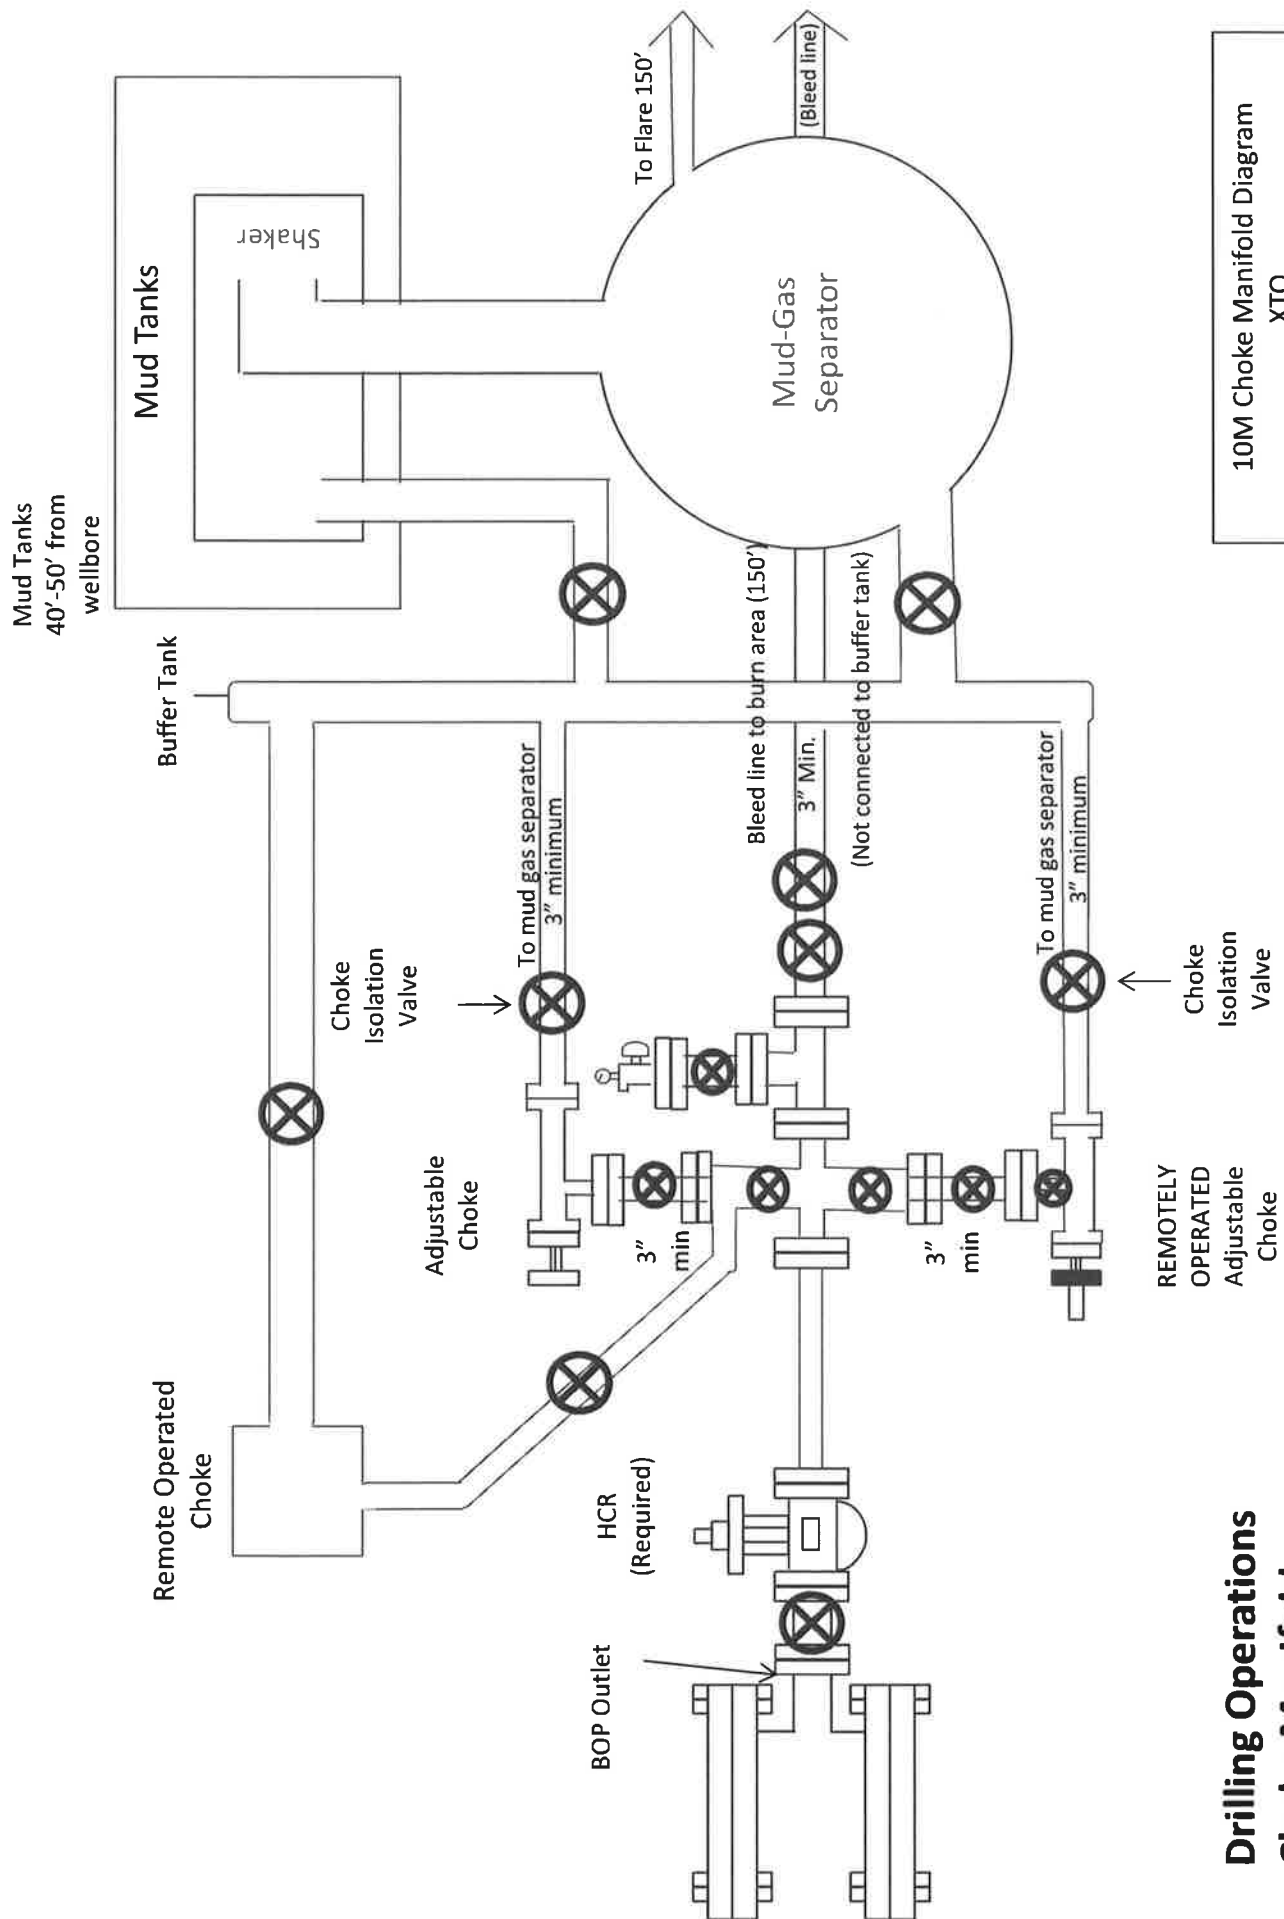 Mud Tanks
40'-50' from
wellbore
Mud Tanks
Shaker
Buffer Tank
To Flare 150'
(Bleed line)
Mud-Gas
Separator
Remote Operated
Choke
Choke
Isolation
Valve
To mud gas separator
3" minimum
Adjustable
Choke
3"
min
Bleed line to burn area (150')
3" Min.
(Not connected to buffer tank)
HCR
(Required)
BOP Outlet
3"
min
To mud gas separator
3" minimum
Choke
Isolation
Valve
REMOTELY
OPERATED
Adjustable
Choke
10M Choke Manifold Diagram
XTO
Drilling Operations